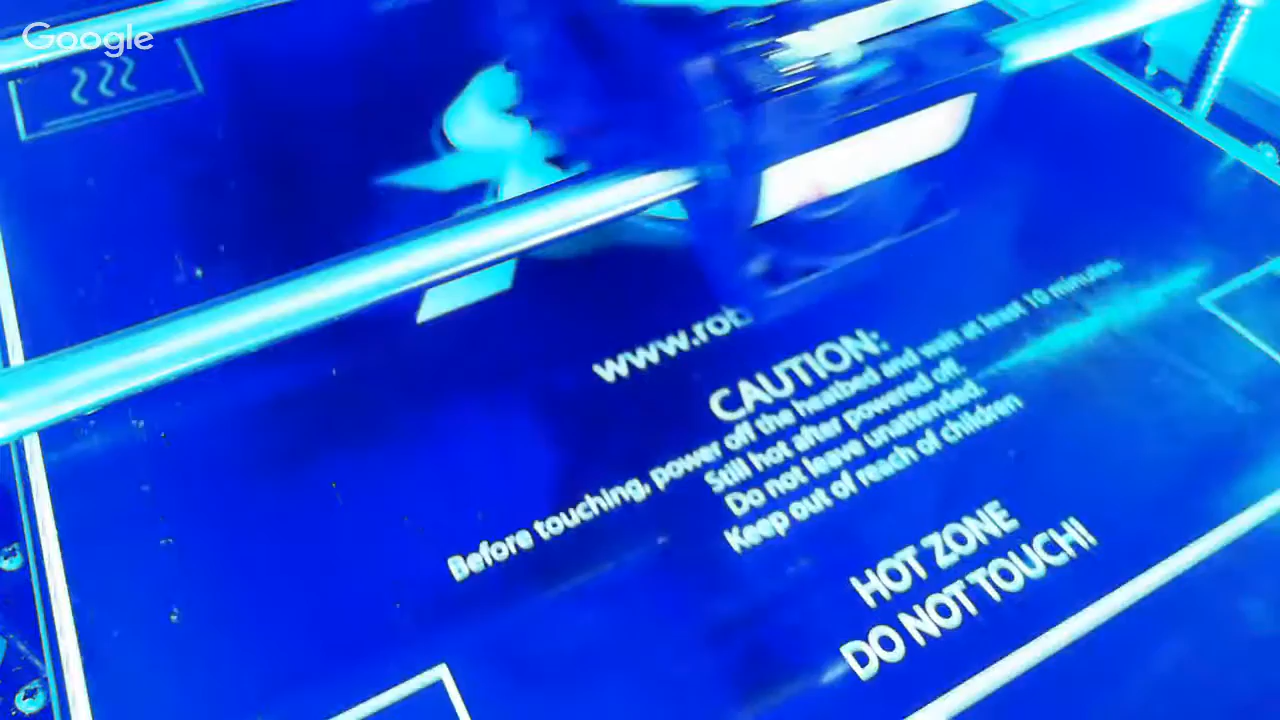 Google
www.rob
CAUTION:
Before touching, power off the heatbed and wait at least 10 minutes.
Still hot after powered off.
Do not leave unattended.
Keep out of reach of children
HOT ZONE
DO NOT TOUCH!